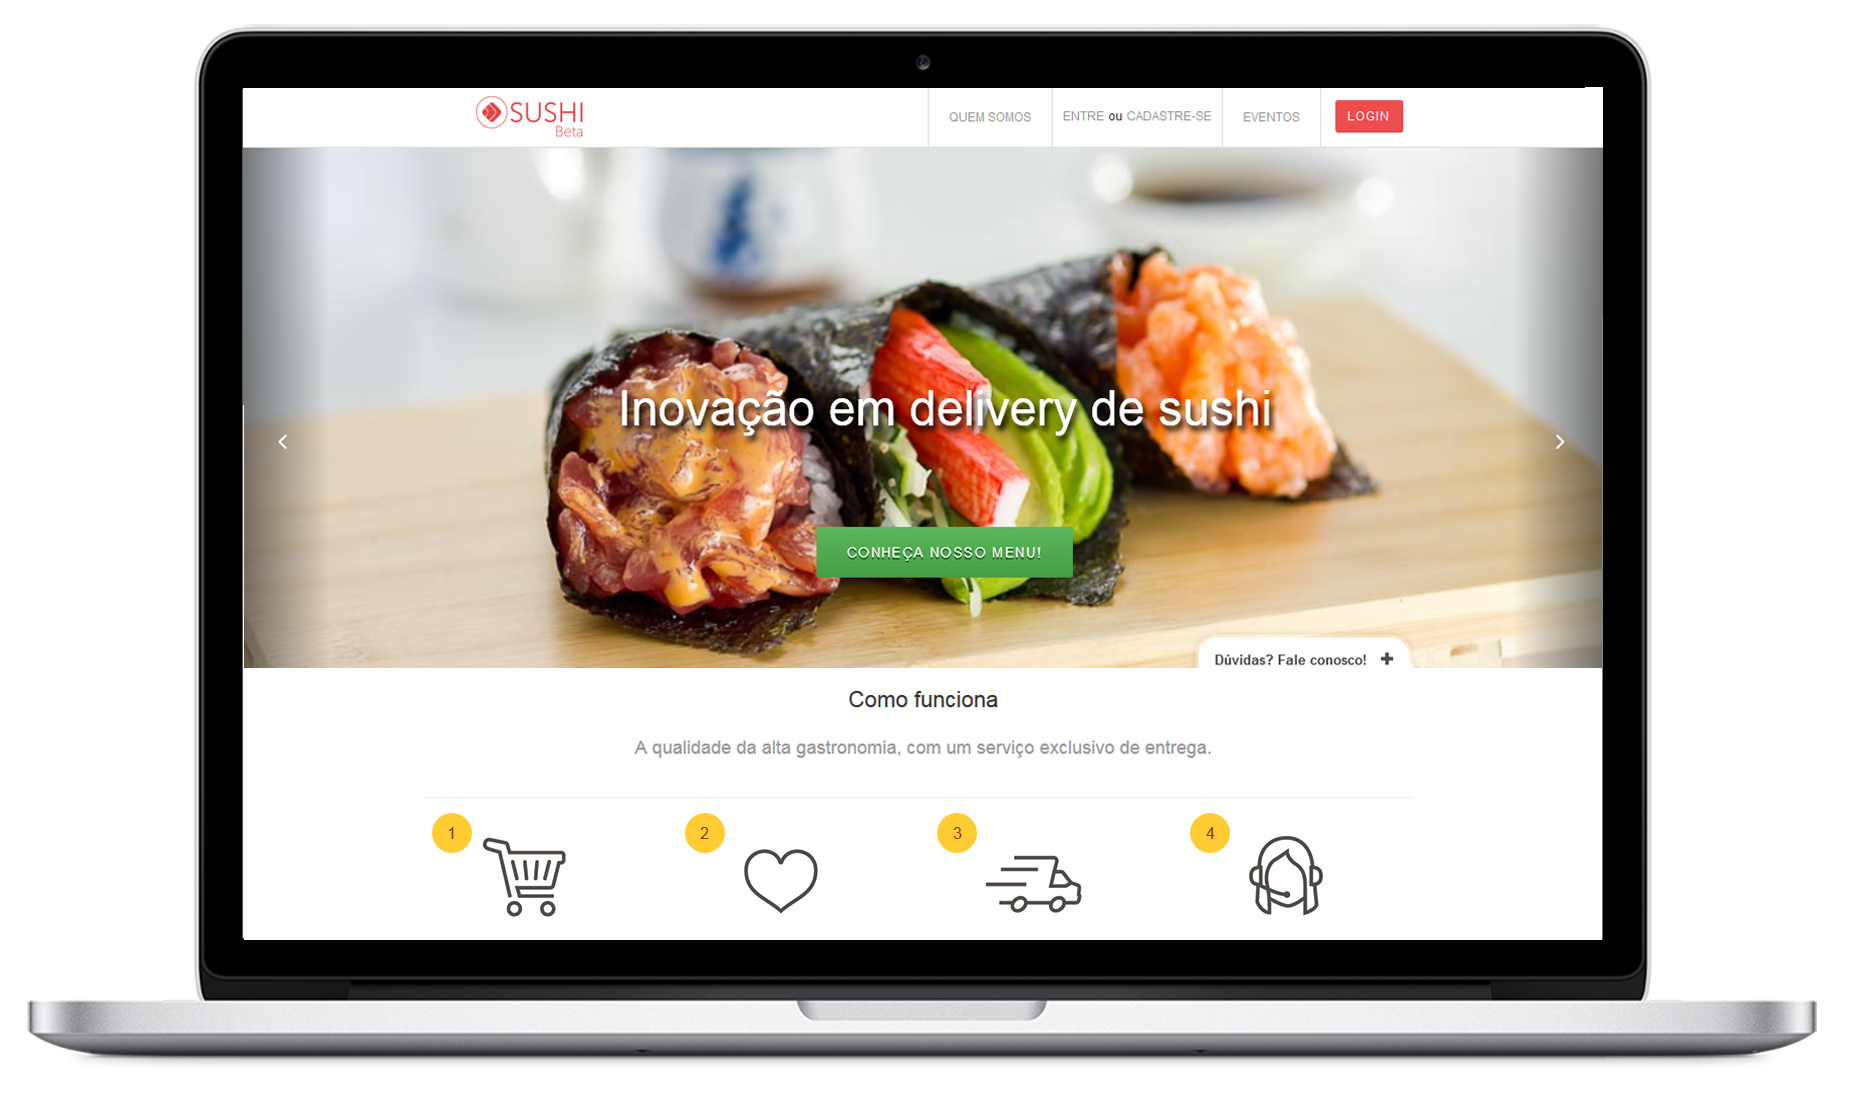 SUSHI
Beta
QUEM SOMOS
ENTRE ou CADASTRE-SE
EVENTOS
LOGIN
Inovação em delivery de sushi
CONHEÇA NOSSO MENU!
Dúvidas? Fale conosco! +
Como funciona
A qualidade da alta gastronomia, com um serviço exclusivo de entrega.
1
2
3
4